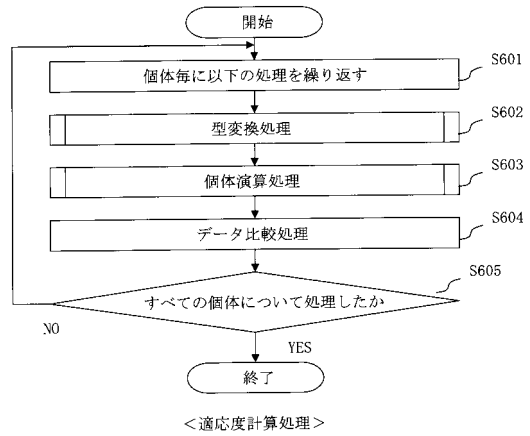 開始
個体毎に以下の処理を繰り返す
S601
型変換処理
S602
個体演算処理
S603
データ比較処理
S604
すべての個体について処理したか
S605
NO
YES
終了
<適応度計算処理>